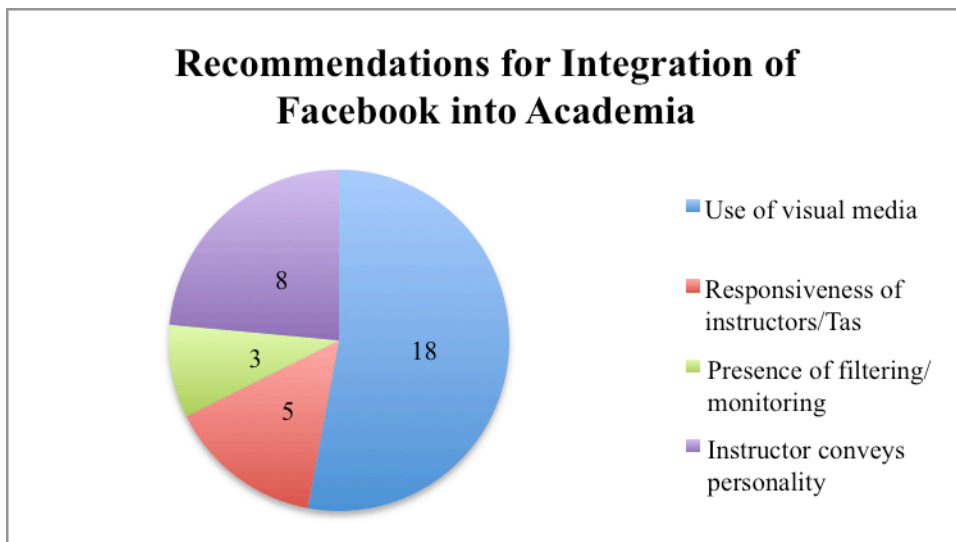 Recommendations for Integration of
Facebook into Academia
8
3
5
18
Use of visual media
Responsiveness of
instructors/Tas
Presence of filtering/
monitoring
Instructor conveys
personality